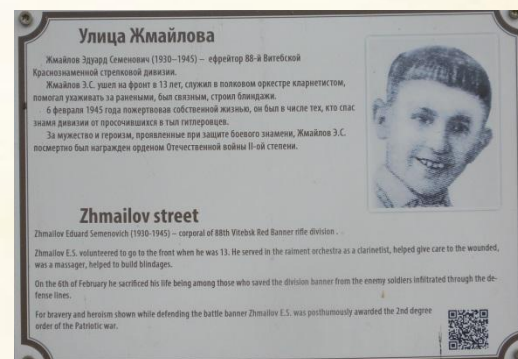 Улица Жмайлова
Жмайлов Эдуард Семенович (1930–1945) – ефрейтор 88-й Витебской
Краснознаменной стрелковой дивизии.
Жмайлов Э.С. ушел на фронт в 13 лет, служил в полковом оркестре кларнетистом,
помогал ухаживать за ранеными, был связным, строил блиндажи.
6 февраля 1945 года пожертвовав собственной жизнью, он был в числе тех, кто спас
знамя дивизии от просочившихся в тыл гитлеровцев.
За мужество и героизм, проявленные при защите боевого знамени, Жмайлов Э.С.
посмертно был награжден орденом Отечественной войны II-ой степени.
Zhmailov street
Zhmailov Eduard Semenovich (1930-1945) – corporal of 88th Vitebsk Red Banner rifle division .
Zhmailov E.S. volunteered to go to the front when he was 13. He served in the raiment orchestra as a clarinetist, helped give care to the wounded,
was a massager, helped to build blindages.
On the 6th of February he sacrificed his life being among those who saved the division banner from the enemy soldiers infiltrated through the de-
fense lines.
For bravery and heroism shown while defending the battle banner Zhmailov E.S. was posthumously awarded the 2nd degree
order of the Patriotic war.